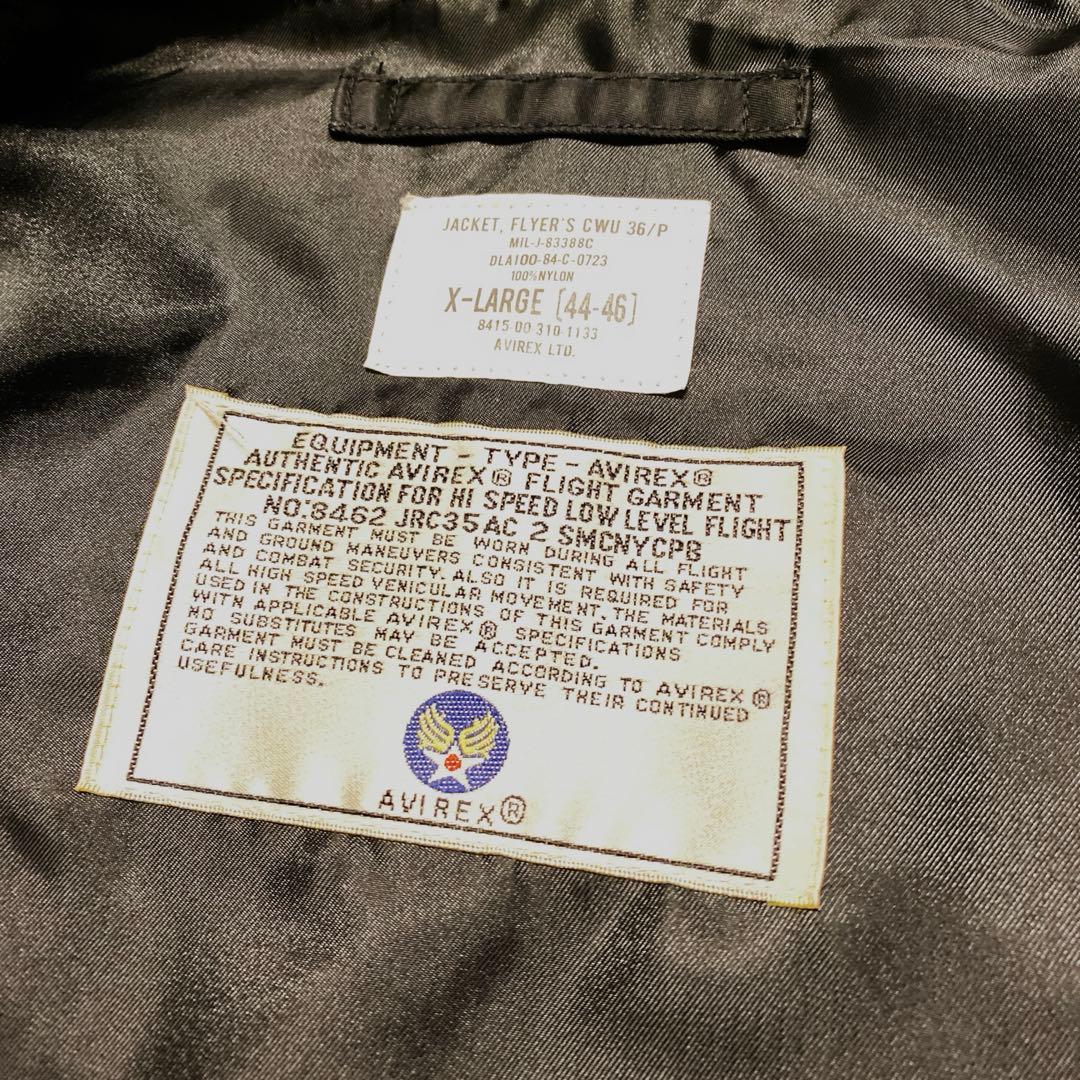 JACKET, FLYER'S CWU 36/P
MIL-J-83388C
DLA100-84-C-0723
100%NYLON
X-LARGE [44-46]
8415-00-310-1133
AVIREX LTD.
EQUIPMENT - TYPE - AVIREX®
AUTHENTIC AVIREX® FLIGHT GARMENT
SPECIFICATION FOR HI SPEED LOW LEVEL FLIGHT
NO:8462 JRC35AC 2 SMCNYCPB
THIS GARMENT MUST BE WORN DURING ALL FLIGHT
AND GROUND MANEUVERS CONSISTENT WITH SAFETY
AND COMBAT SECURITY. ALSO IT IS REQUIRED FOR
ALL HIGH SPEED VENICULAR MOVEMENT. THE MATERIALS
USED IN THE CONSTRUCTIONS OF THIS GARMENT COMPLY
WITH APPLICABLE AVIREX® SPECIFICATIONS
NO SUBSTITUTES MAY BE ACCEPTED.
GARMENT MUST BE CLEANED ACCORDING TO AVIREX®
CARE INSTRUCTIONS TO PRESERVE THEIR CONTINUED
USEFULNESS.
AVIREX®